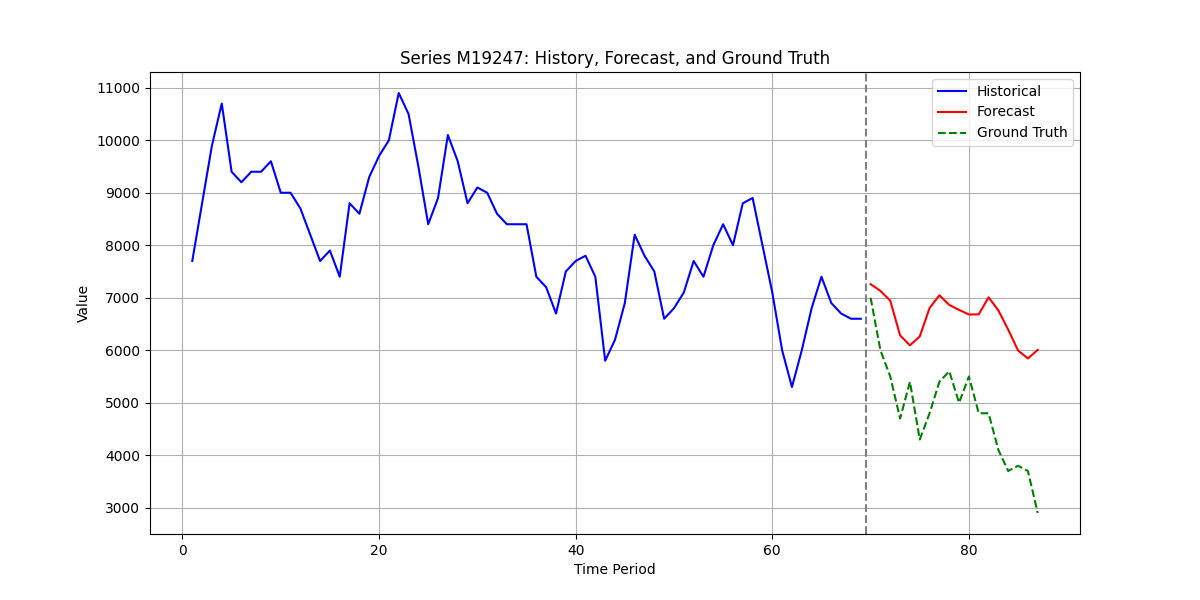 Series M19247: History, Forecast, and Ground Truth
Historical
Forecast
Ground Truth
11000
10000
9000
8000
7000
6000
5000
4000
3000
Value
0
20
40
60
80
Time Period